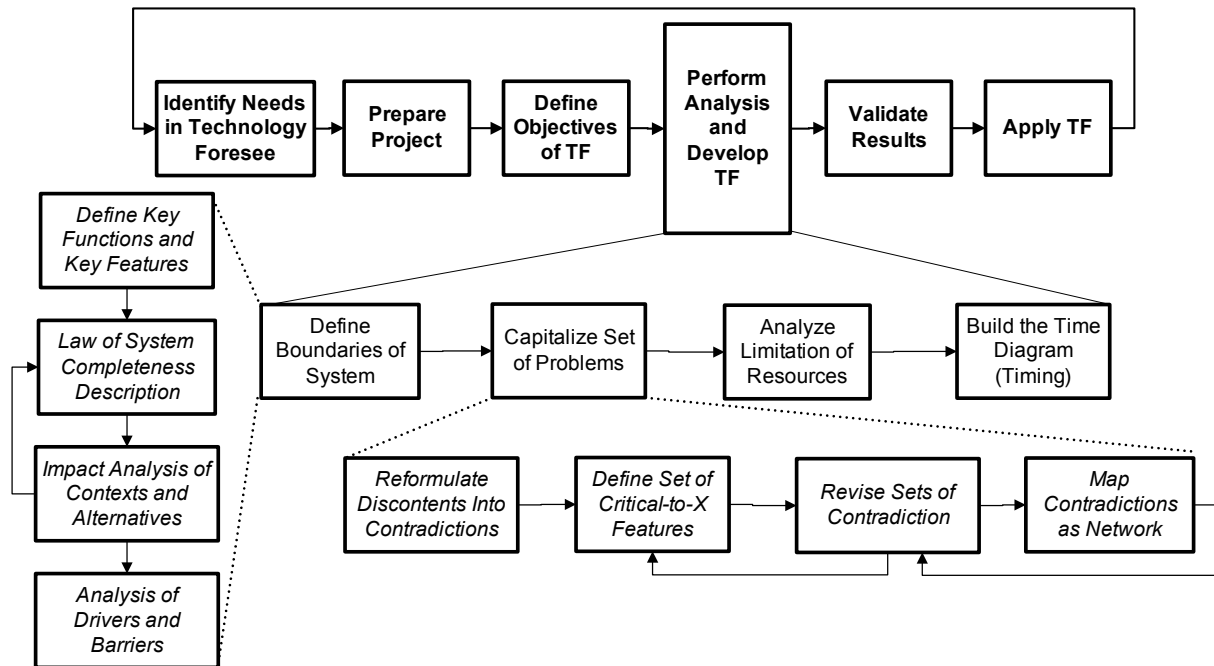 Identify Needs
in Technology
Foresee
Prepare
Project
Define
Objectives
of TF
Perform
Analysis
and
Develop
TF
Validate
Results
Apply TF
Define Key
Functions and
Key Features
Law of System
Completeness
Description
Impact Analysis of
Contexts and
Alternatives
Analysis of
Drivers and
Barriers
Define
Boundaries of
System
Capitalize Set
of Problems
Analyze
Limitation of
Resources
Build the Time
Diagram
(Timing)
Reformulate
Discontents Into
Contradictions
Define Set of
Critical-to-X
Features
Revise Sets of
Contradiction
Map
Contradictions
as Network